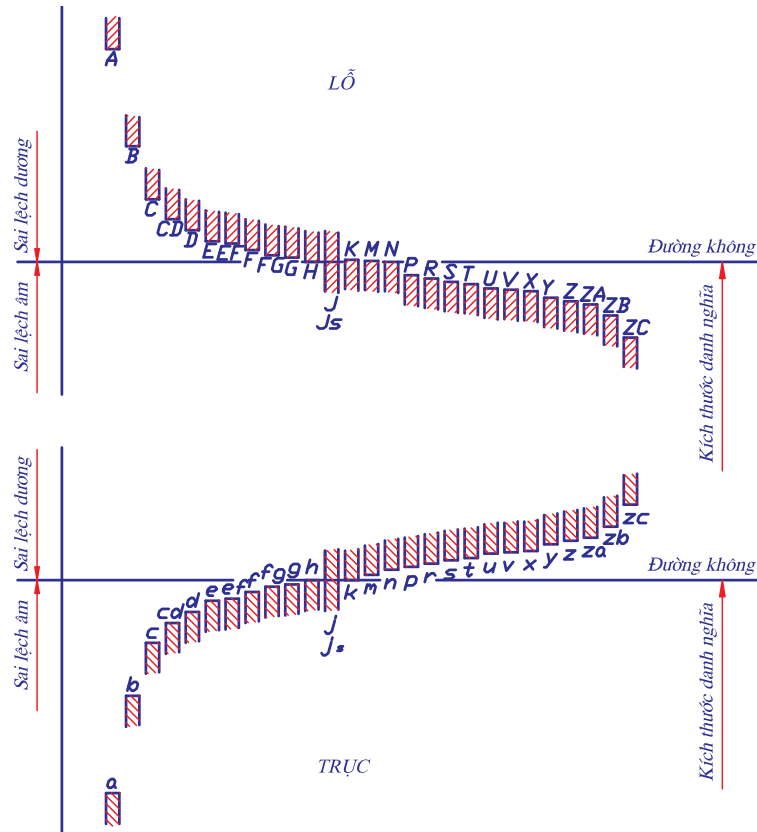 LỖ
A
B
C
CD
D
E
EF
F
FG
G
H
J
Js
K
M
N
P
R
S
T
U
V
X
Y
Z
ZA
ZB
ZC
Sai lệch dương
Sai lệch âm
Đường không
Kích thước danh nghĩa
TRỤC
a
b
c
cd
d
e
ef
f
fg
g
h
j
js
k
m
n
p
r
s
t
u
v
x
y
z
za
zb
zc
Sai lệch dương
Sai lệch âm
Đường không
Kích thước danh nghĩa